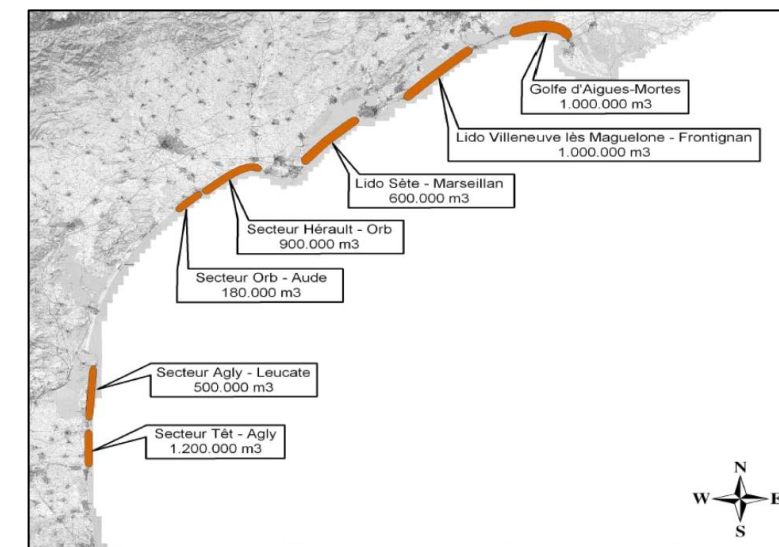 Golfe d'Aigues-Mortes
1.000.000 m3
Lido Villeneuve lès Maguelone - Frontignan
1.000.000 m3
Lido Sète - Marseillan
600.000 m3
Secteur Hérault - Orb
900.000 m3
Secteur Orb - Aude
180.000 m3
Secteur Agly - Leucate
500.000 m3
Secteur Têt - Agly
1.200.000 m3
N
W E
S